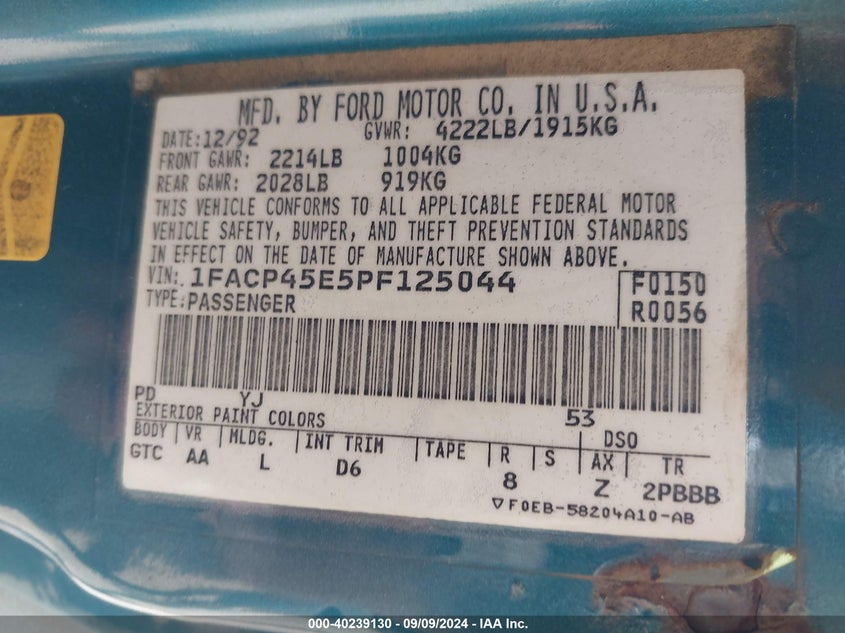 MFD. BY FORD MOTOR CO. IN U.S.A.
DATE: 12/92 GVWR: 4222LB/1915KG
FRONT GAWR: 2214LB 1004KG
REAR GAWR: 2028LB 919KG
THIS VEHICLE CONFORMS TO ALL APPLICABLE FEDERAL MOTOR
VEHICLE SAFETY, BUMPER, AND THEFT PREVENTION STANDARDS
IN EFFECT ON THE DATE OF MANUFACTURE SHOWN ABOVE.
VIN: 1FACP45E5PF125044 F0150
TYPE: PASSENGER R0056
PD YJ
EXTERIOR PAINT COLORS 53 DSO
BODY VR MLDG. INT TRIM TAPE R S AX TR
GTC AA L D6 8 Z 2PBBB
▽F0EB-58204A10-AB
000-40239130 - 09/09/2024 - IAA Inc.